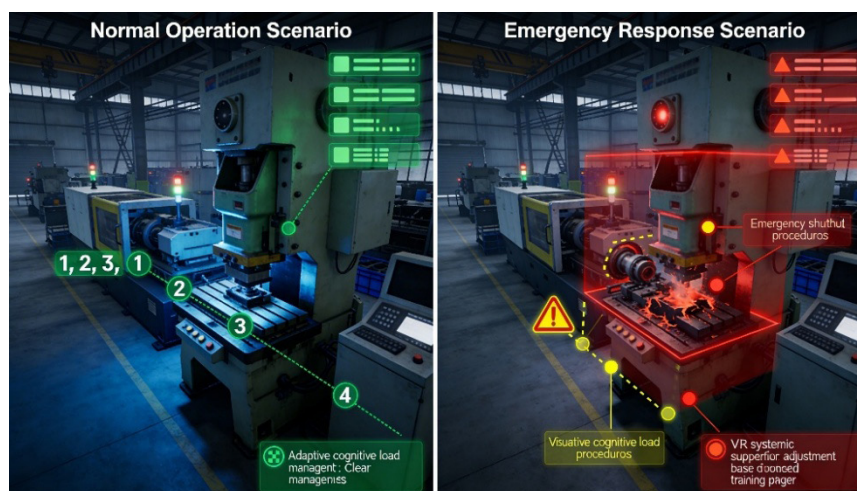 Normal Operation Scenario
1, 2, 3, 1
2
3
4
Adaptive cognitive load
managent: Clear
managenies
Emergency Response Scenario
Emergency shuthut
proceduros
Visuative cognitive load
proceduros
VR systemic
supperfior adjustment
base doonosed
training pager